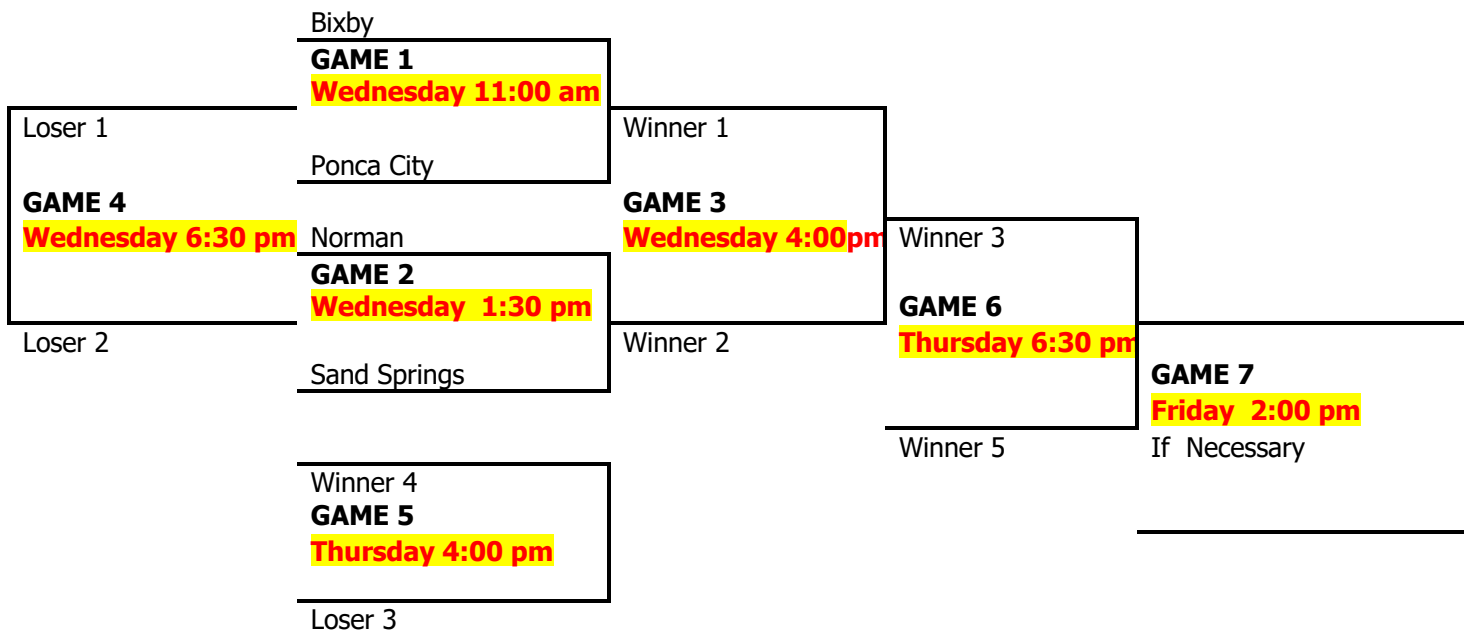 Bixby
GAME 1
Wednesday 11:00 am
Loser 1
Winner 1
Ponca City
GAME 4
GAME 3
Wednesday 6:30 pm
Norman
Wednesday 4:00pm
Winner 3
GAME 2
Wednesday  1:30 pm
GAME 6
Loser 2
Winner 2
Thursday 6:30 pm
Sand Springs
GAME 7
Friday  2:00 pm
Winner 5
If  Necessary
Winner 4
GAME 5
Thursday 4:00 pm
Loser 3